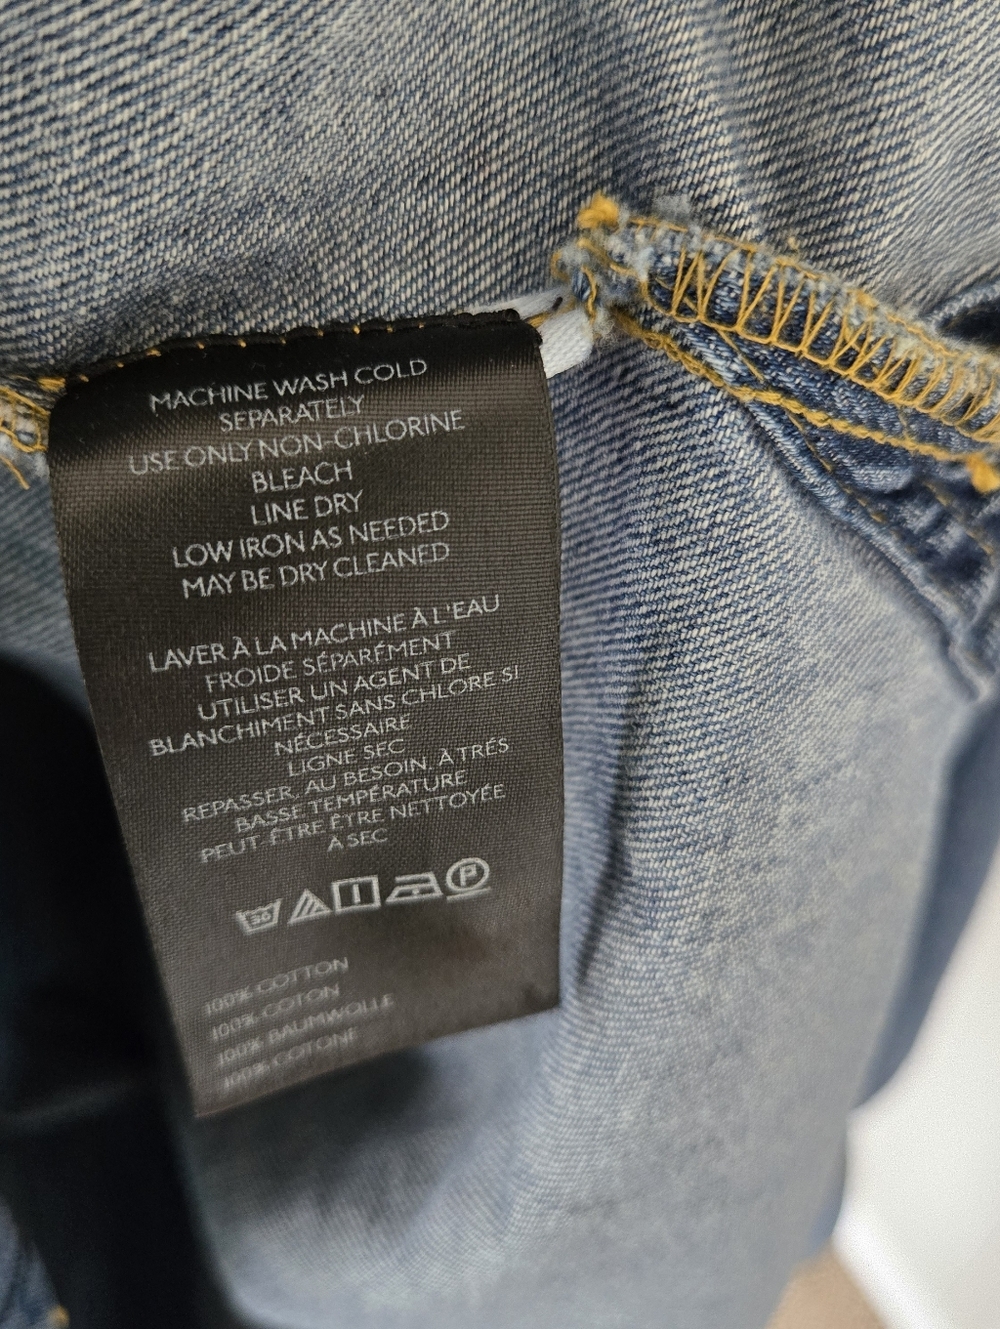 MACHINE WASH COLD
SEPARATELY
USE ONLY NON-CHLORINE
BLEACH
LINE DRY
LOW IRON AS NEEDED
MAY BE DRY CLEANED
LAVER À LA MACHINE À L'EAU
FROIDE SÉPARÉMENT
UTILISER UN AGENT DE
BLANCHIMENT SANS CHLORE SI
NÉCESSAIRE
LIGNE SEC
REPASSER, AU BESOIN, À TRÉS
BASSE TEMPÉRATURE
PEUT-ÊTRE ÊTRE NETTOYÉE
À SEC
30 P
100% COTTON
100% COTON
100% BAUMWOLLE
100% COTONE